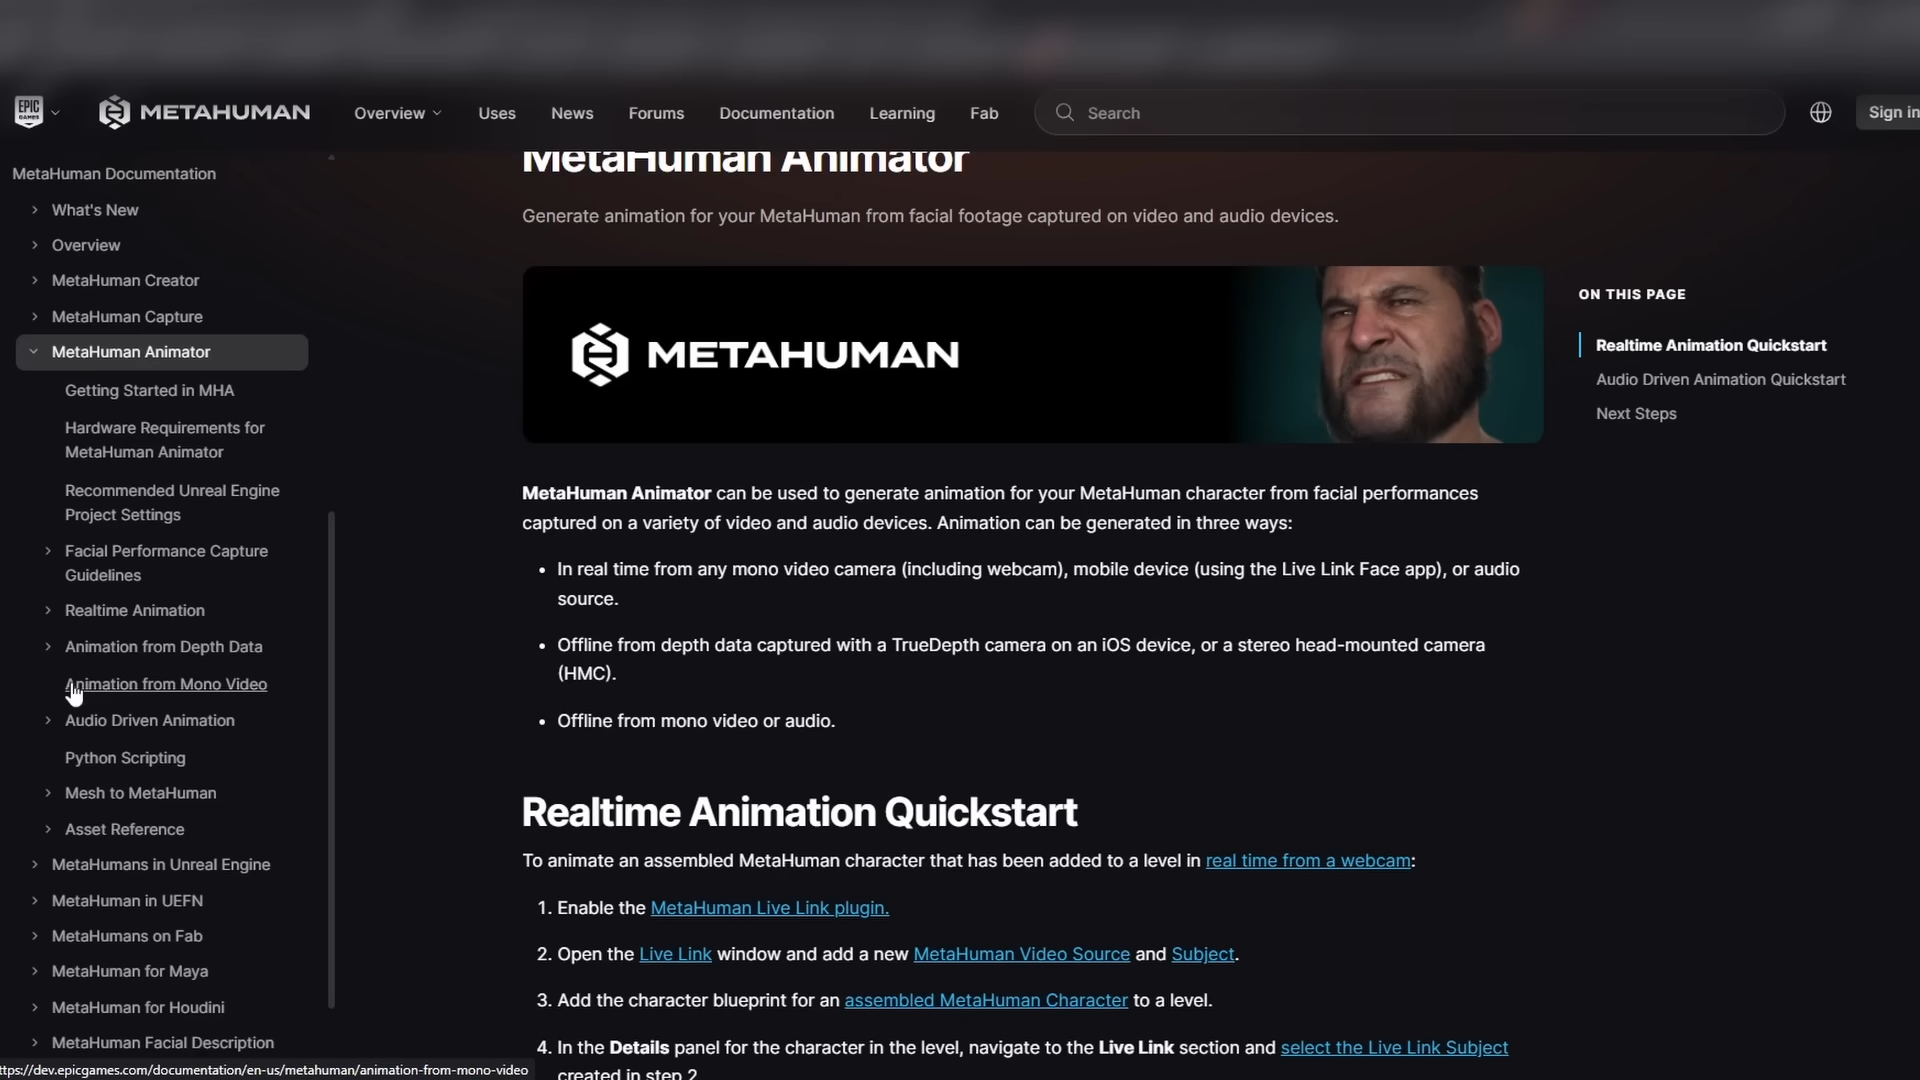 EPIC
GAMES
METAHUMAN
Overview
Uses
News
Forums
Documentation
Learning
Fab
Search
Sign in
MetaHuman Documentation
What's New
Overview
MetaHuman Creator
MetaHuman Capture
MetaHuman Animator
Getting Started in MHA
Hardware Requirements for
MetaHuman Animator
Recommended Unreal Engine
Project Settings
Facial Performance Capture
Guidelines
Realtime Animation
Animation from Depth Data
Animation from Mono Video
Audio Driven Animation
Python Scripting
Mesh to MetaHuman
Asset Reference
MetaHumans in Unreal Engine
MetaHuman in UEFN
MetaHumans on Fab
MetaHuman for Maya
MetaHuman for Houdini
MetaHuman Facial Description
ttps://dev.epicgames.com/documentation/en-us/metahuman/animation-from-mono-video
MetaHuman Animator
Generate animation for your MetaHuman from facial footage captured on video and audio devices.
METAHUMAN
MetaHuman Animator can be used to generate animation for your MetaHuman character from facial performances
captured on a variety of video and audio devices. Animation can be generated in three ways:
• In real time from any mono video camera (including webcam), mobile device (using the Live Link Face app), or audio
source.
• Offline from depth data captured with a TrueDepth camera on an iOS device, or a stereo head-mounted camera
(HMC).
• Offline from mono video or audio.
Realtime Animation Quickstart
To animate an assembled MetaHuman character that has been added to a level in real time from a webcam:
1. Enable the MetaHuman Live Link plugin.
2. Open the Live Link window and add a new MetaHuman Video Source and Subject.
3. Add the character blueprint for an assembled MetaHuman Character to a level.
4. In the Details panel for the character in the level, navigate to the Live Link section and select the Live Link Subject
created in step 2.
ON THIS PAGE
Realtime Animation Quickstart
Audio Driven Animation Quickstart
Next Steps